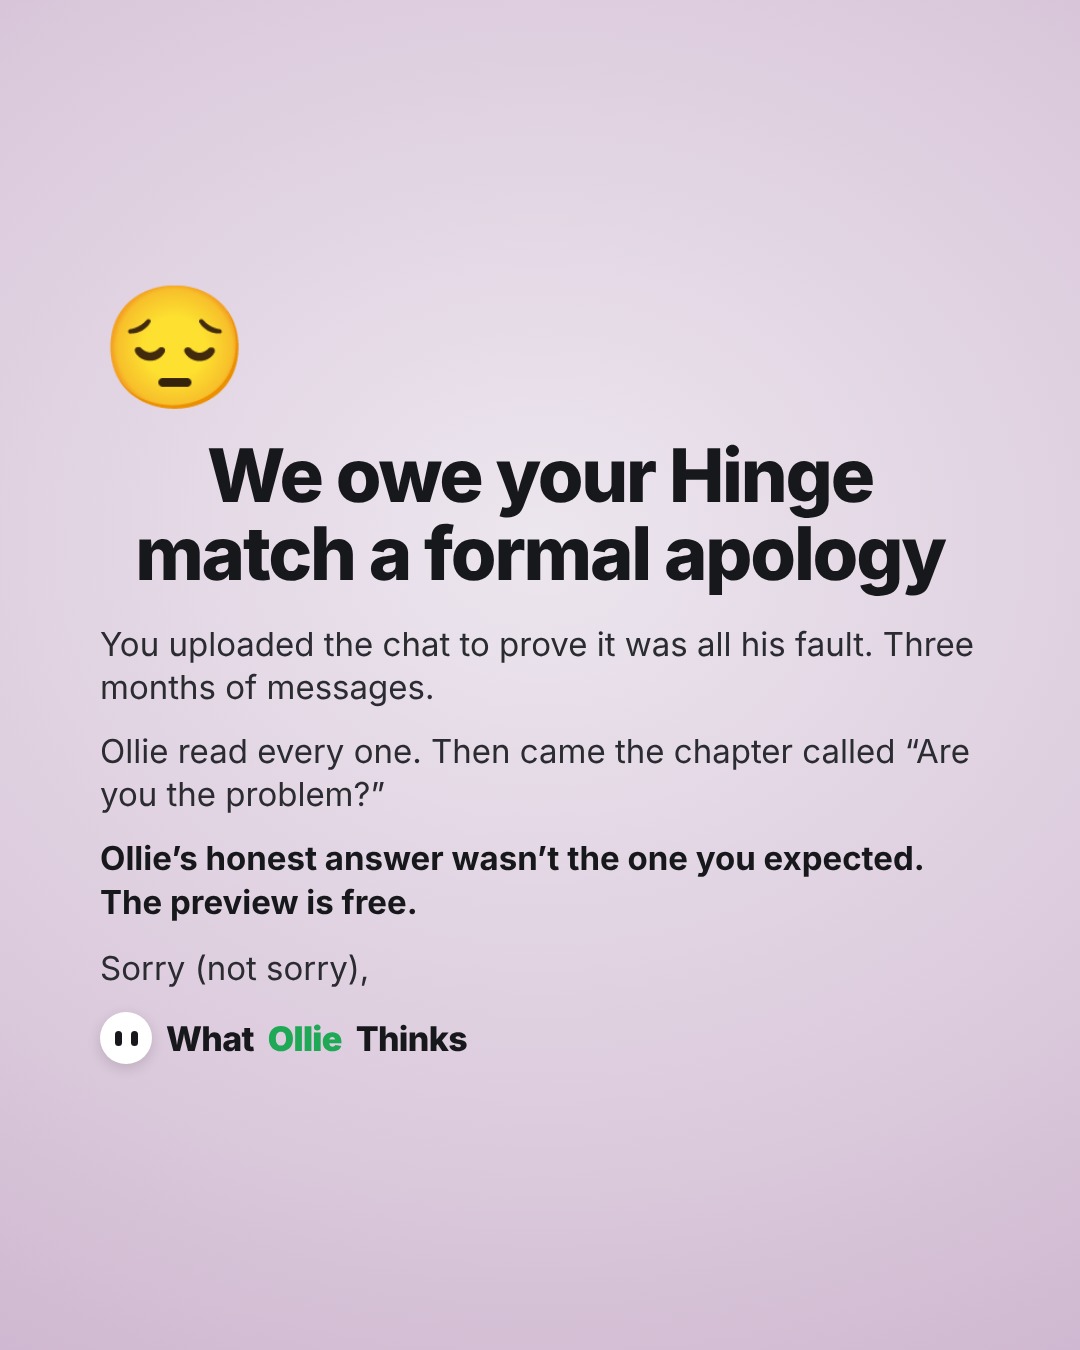 We owe your Hinge
match a formal apology
You uploaded the chat to prove it was all his fault. Three
months of messages.
Ollie read every one. Then came the chapter called “Are
you the problem?”
Ollie’s honest answer wasn’t the one you expected.
The preview is free.
Sorry (not sorry),
What Ollie Thinks